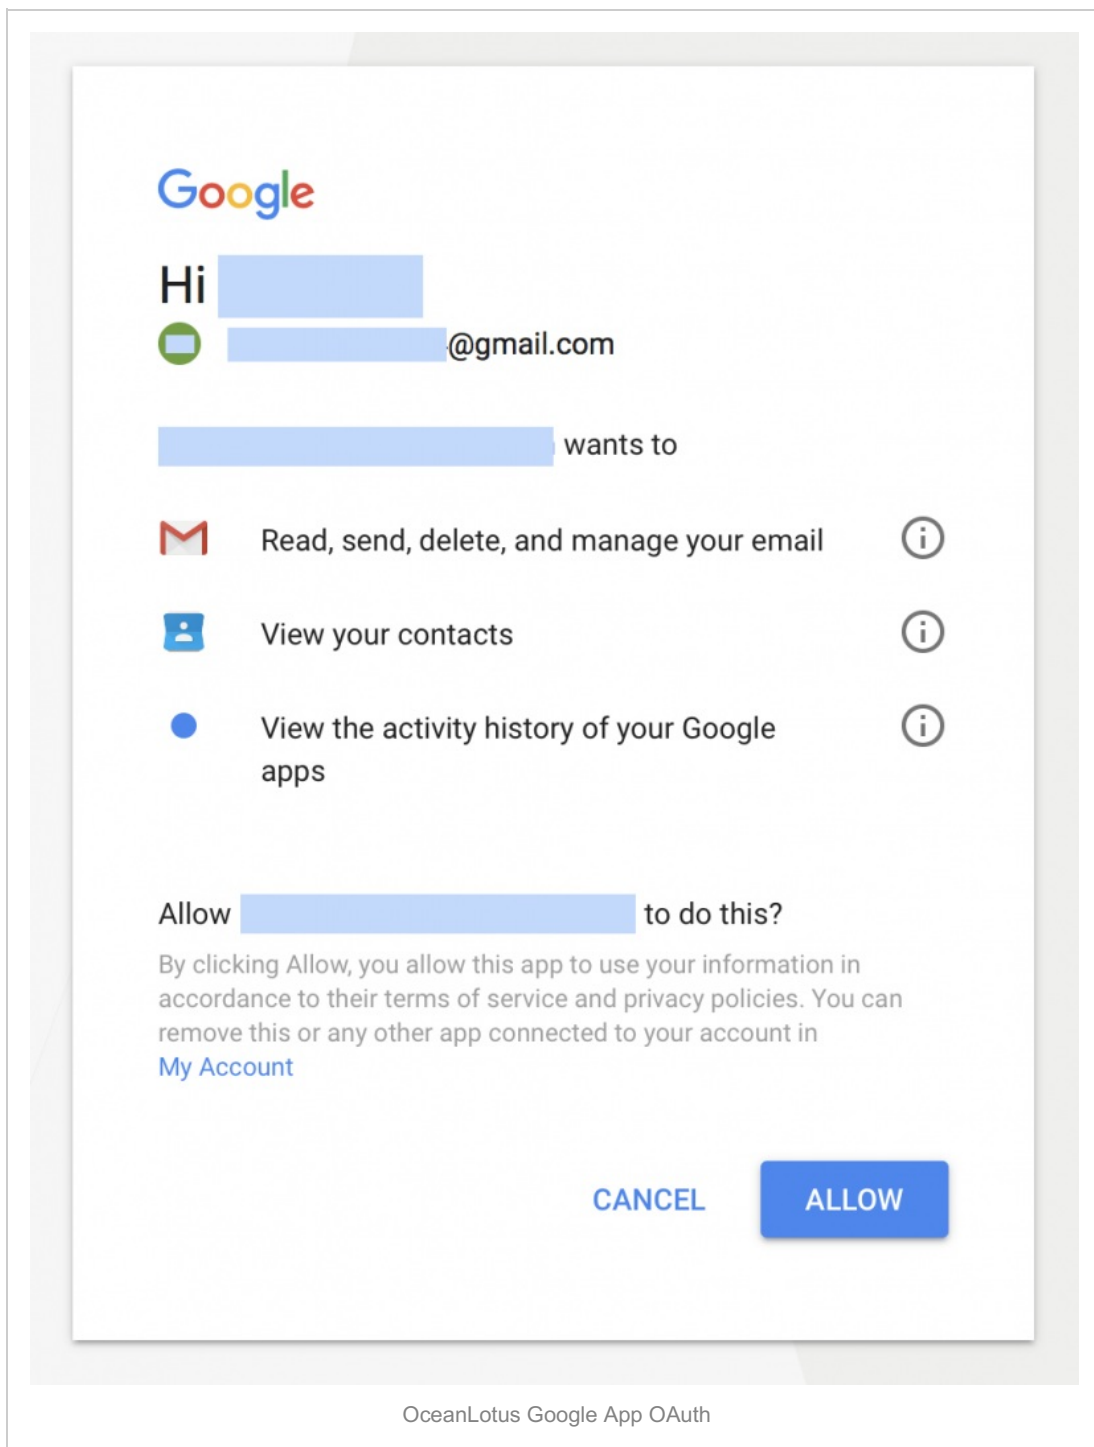 Google
Hi
@gmail.com
wants to
Read, send, delete, and manage your email
View your contacts
View the activity history of your Google
apps
Allow to do this?
By clicking Allow, you allow this app to use your information in
accordance to their terms of service and privacy policies. You can
remove this or any other app connected to your account in
My Account
CANCEL ALLOW
OceanLotus Google App OAuth